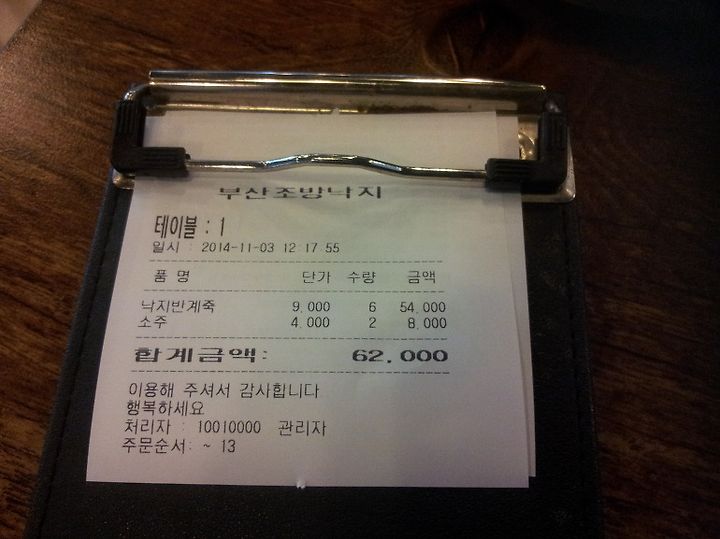 부산조방낙지
테이블 : 1
일시 : 2014-11-03 12 17 55
품 명 단가 수량 금액
낙지반계죽 9,000 6 54,000
소주 4,000 2 8,000
합계금액: 62,000
이용해 주셔서 감사합니다
행복하세요
처리자 : 10010000 관리자
주문순서: ~ 13